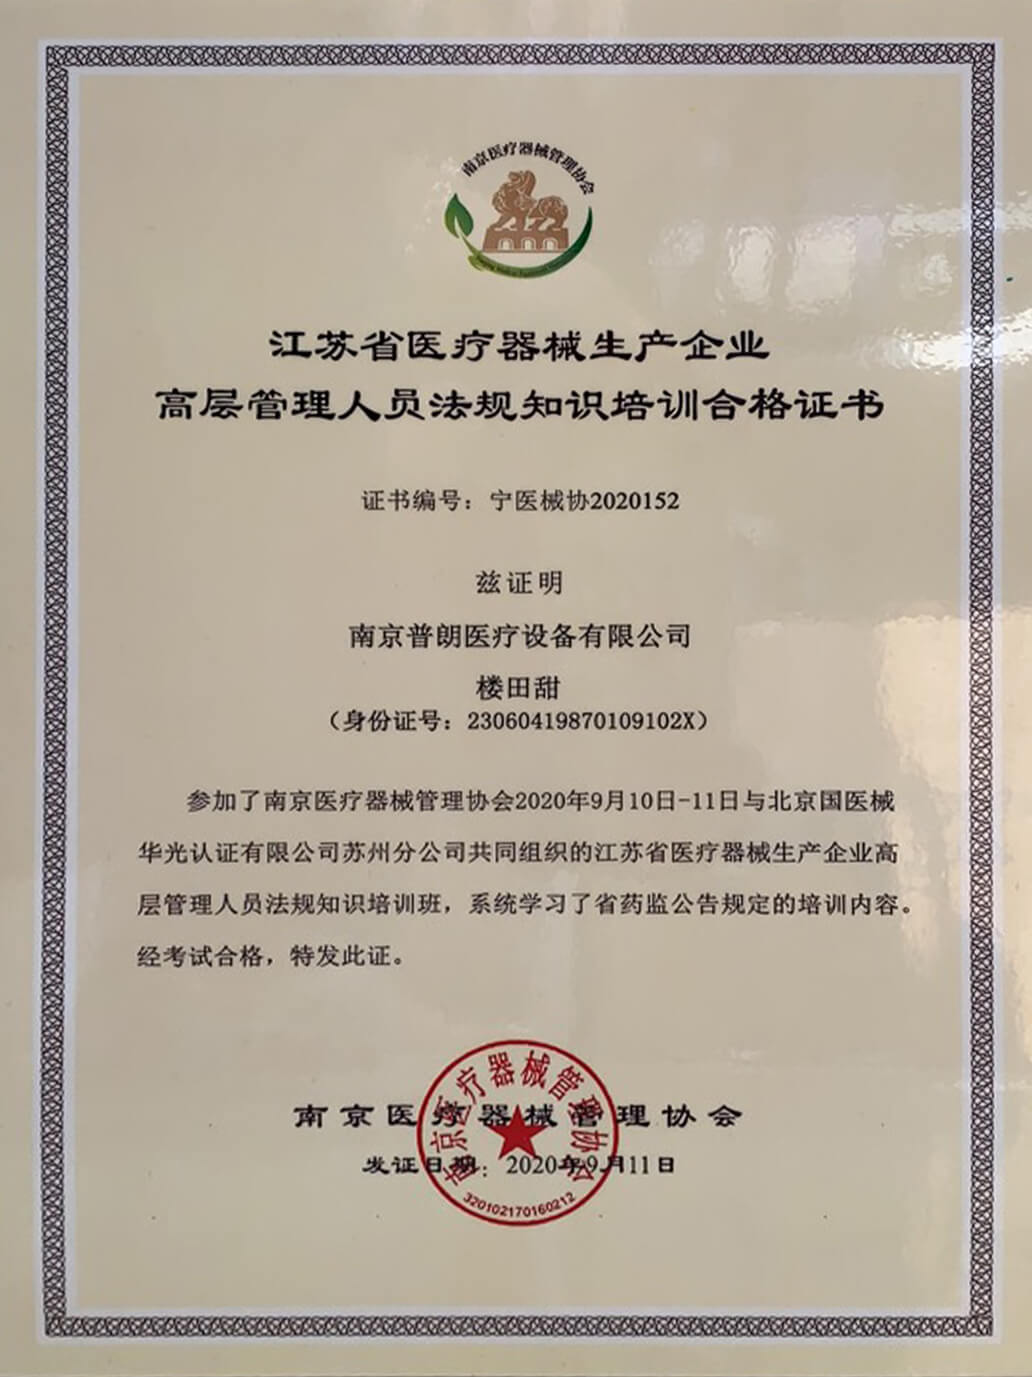 南京医疗器械管理协会
江苏省医疗器械生产企业
高层管理人员法规知识培训合格证书
证书编号：宁医械协2020152
兹证明
南京普朗医疗设备有限公司
楼田甜
（身份证号：23060419870109102X）
参加了南京医疗器械管理协会2020年9月10日-11日与北京国医械
华光认证有限公司苏州分公司共同组织的江苏省医疗器械生产企业高
层管理人员法规知识培训班，系统学习了省药监公告规定的培训内容。
经考试合格，特发此证。
南京医疗器械管理协会
发证日期：2020年9月11日
南京医疗器械管理协会
320102170160212